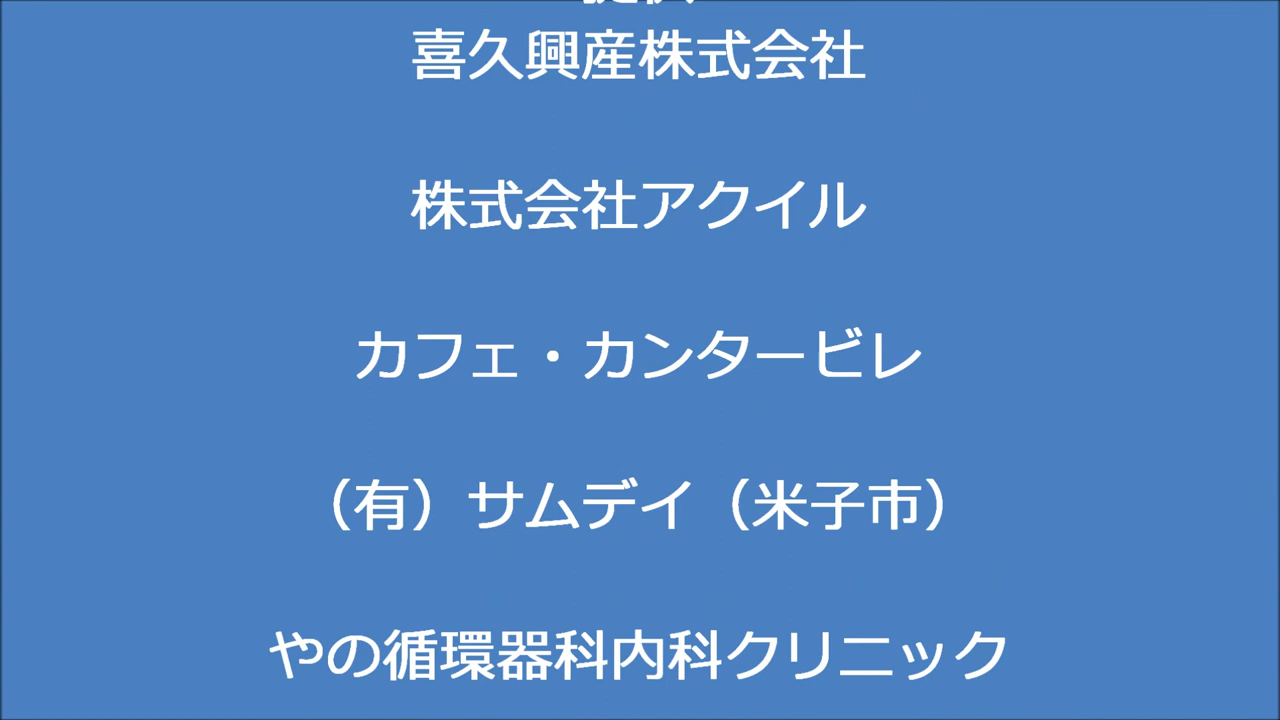 喜久興産株式会社
株式会社アクイル
カフェ・カンタービレ
（有）サムデイ（米子市）
やの循環器科内科クリニック